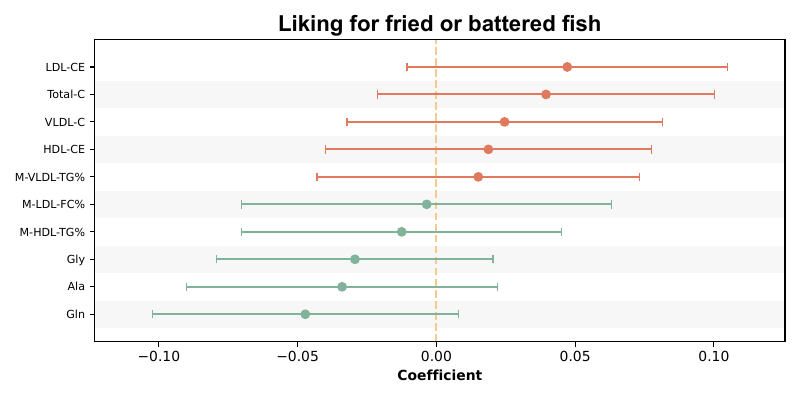 Liking for fried or battered fish
LDL-CE
Total-C
VLDL-C
HDL-CE
M-VLDL-TG%
M-LDL-FC%
M-HDL-TG%
Gly
Ala
Gln
−0.10 −0.05 0.00 0.05 0.10
Coefficient